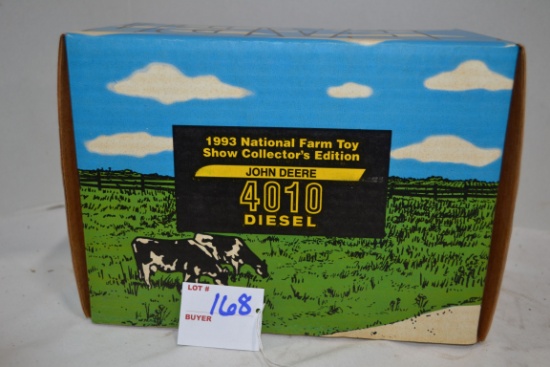 1993 National Farm Toy
Show Collector's Edition
JOHN DEERE
4010
DIESEL
LOT #
168
BUYER